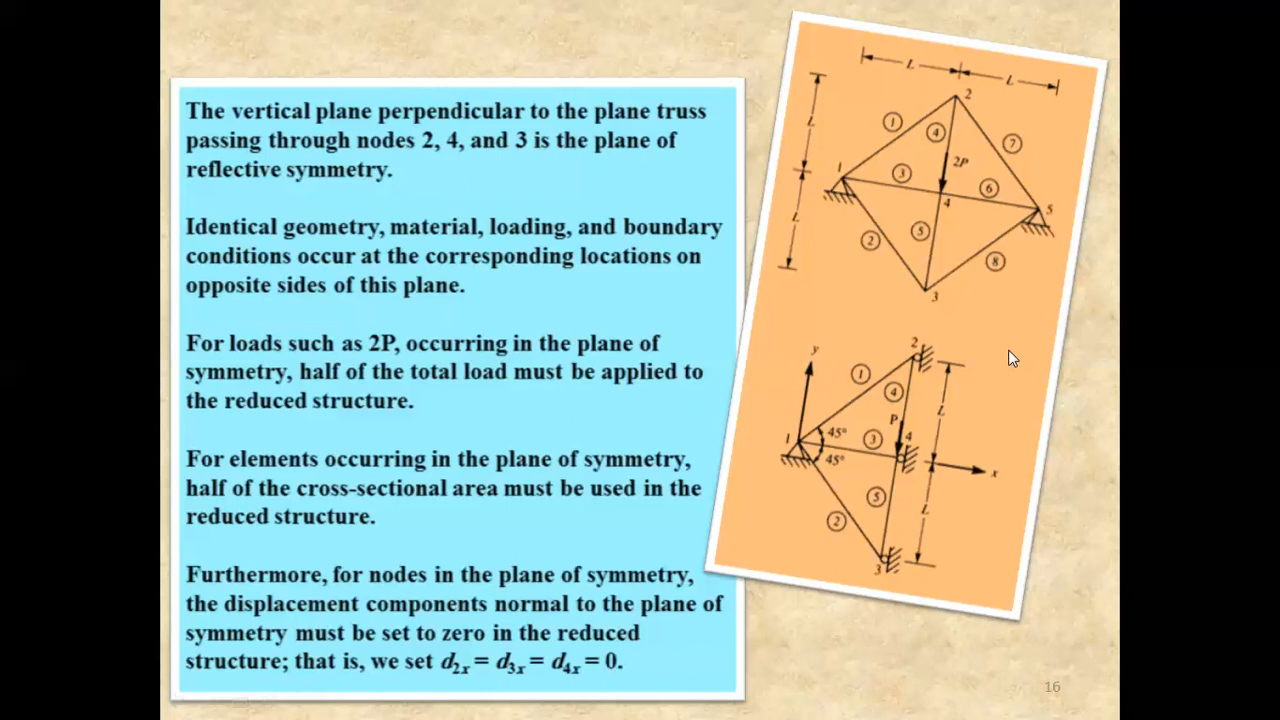 The vertical plane perpendicular to the plane truss
passing through nodes 2, 4, and 3 is the plane of
reflective symmetry.
Identical geometry, material, loading, and boundary
conditions occur at the corresponding locations on
opposite sides of this plane.
For loads such as 2P, occurring in the plane of
symmetry, half of the total load must be applied to
the reduced structure.
For elements occurring in the plane of symmetry,
half of the cross-sectional area must be used in the
reduced structure.
Furthermore, for nodes in the plane of symmetry,
the displacement components normal to the plane of
symmetry must be set to zero in the reduced
structure; that is, we set d2x = d3x = d4x = 0.
L
L
2
L
1
4
7
2P
1
3
6
4
5
L
5
2
8
3
y
2
1
4
L
P
1
45°
3
4
45°
x
5
L
2
3
16